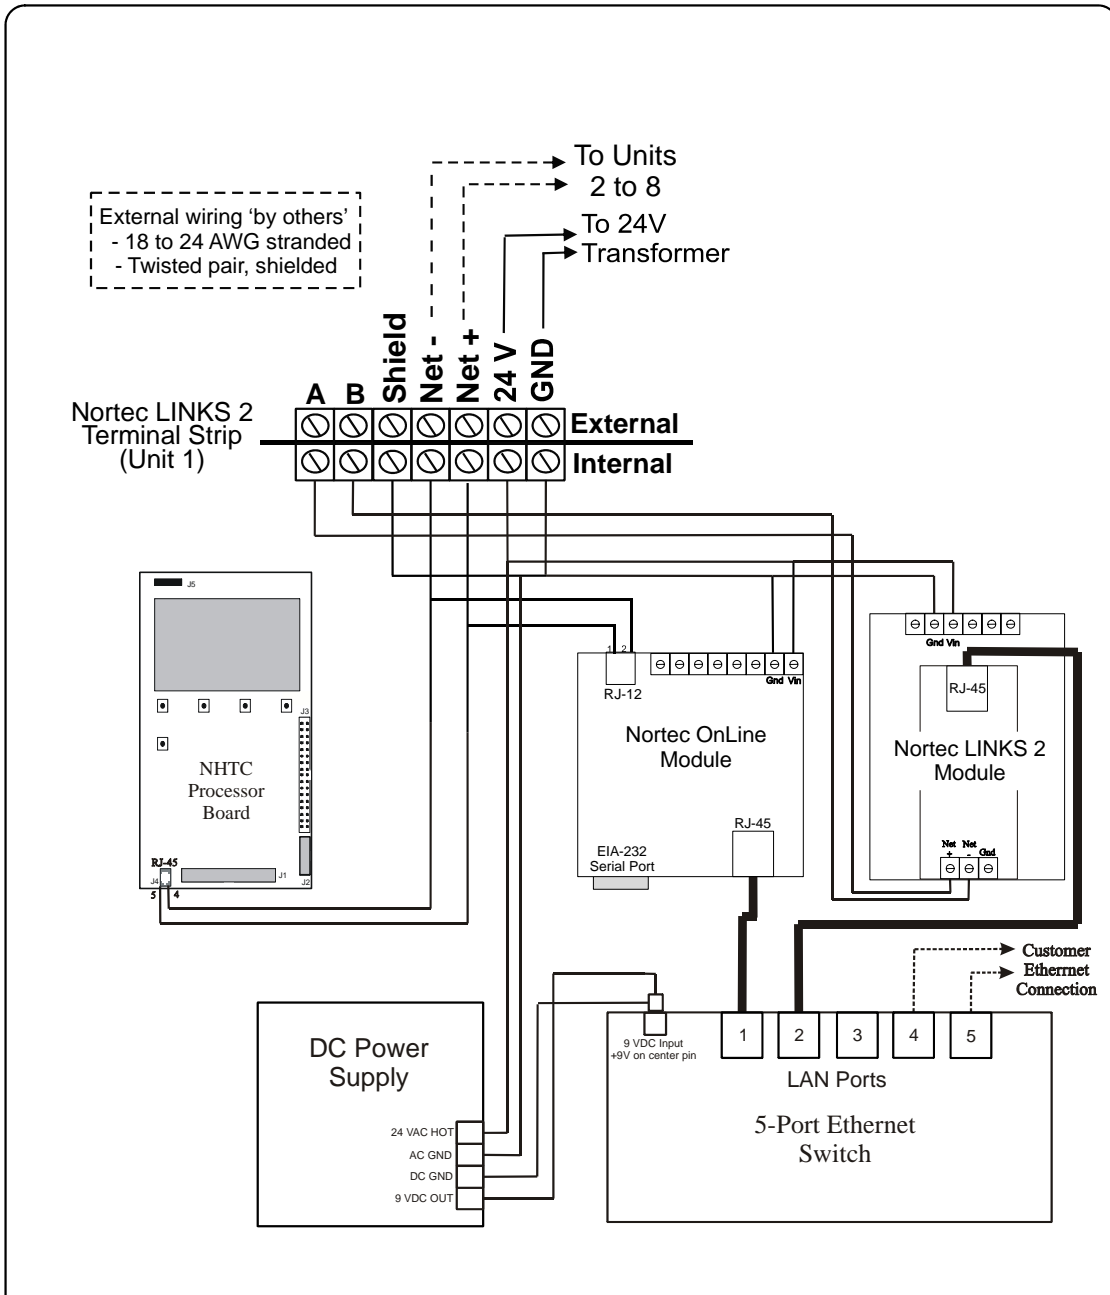 To Units
2 to 8
To 24V
Transformer
External wiring ‘by others’
- 18 to 24 AWG stranded
- Twisted pair, shielded
A
B
Shield
Net -
Net +
24 V
GND
Nortec LINKS 2
Terminal Strip
(Unit 1)
External
Internal
J5
J3
NHTC
Processor
Board
RJ-45
J4
J1
J2
5
4
1
2
RJ-12
Gnd Vin
Nortec OnLine
Module
RJ-45
EIA-232
Serial Port
Gnd Vin
RJ-45
Nortec LINKS 2
Module
Net
+
Net
-
Gnd
Customer
Etherrnet
Connection
DC Power
Supply
24 VAC HOT
AC GND
DC GND
9 VDC OUT
9 VDC Input
+9V on center pin
1
2
3
4
5
LAN Ports
5-Port Ethernet
Switch